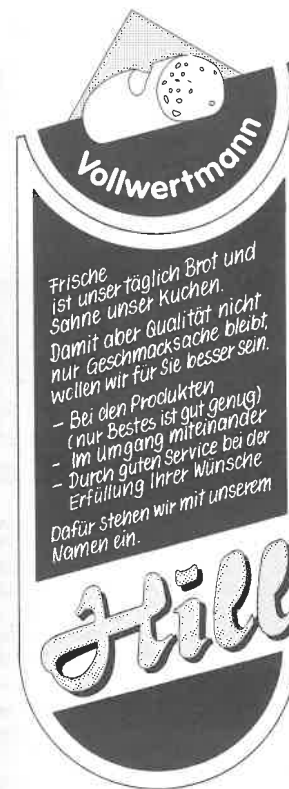 Vollwertmann
Frische
ist unser täglich Brot und
Sahne unser Kuchen.
Damit aber Qualität nicht
nur Geschmacksache bleibt,
wollen wir für Sie besser sein.
- Bei den Produkten
(nur Bestes ist gut genug)
- Im Umgang miteinander
- Durch guten Service bei der
Erfüllung Ihrer Wünsche
Dafür stehen wir mit unserem
Namen ein.
Hill